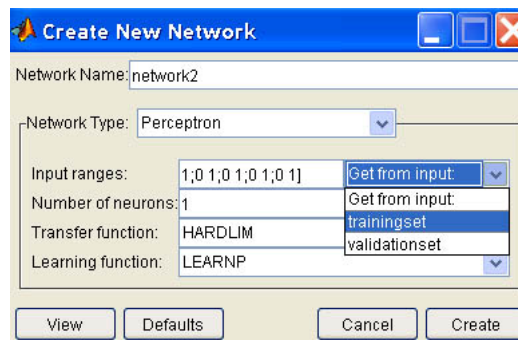 Create New Network
Network Name: network2
Network Type: Perceptron
Input ranges: 1;0 1;0 1;0 1;0 1] Get from input:
Get from input:
Number of neurons: 1
trainingset
Transfer function: HARDLIM
validationset
Learning function: LEARNP
View Defaults Cancel Create